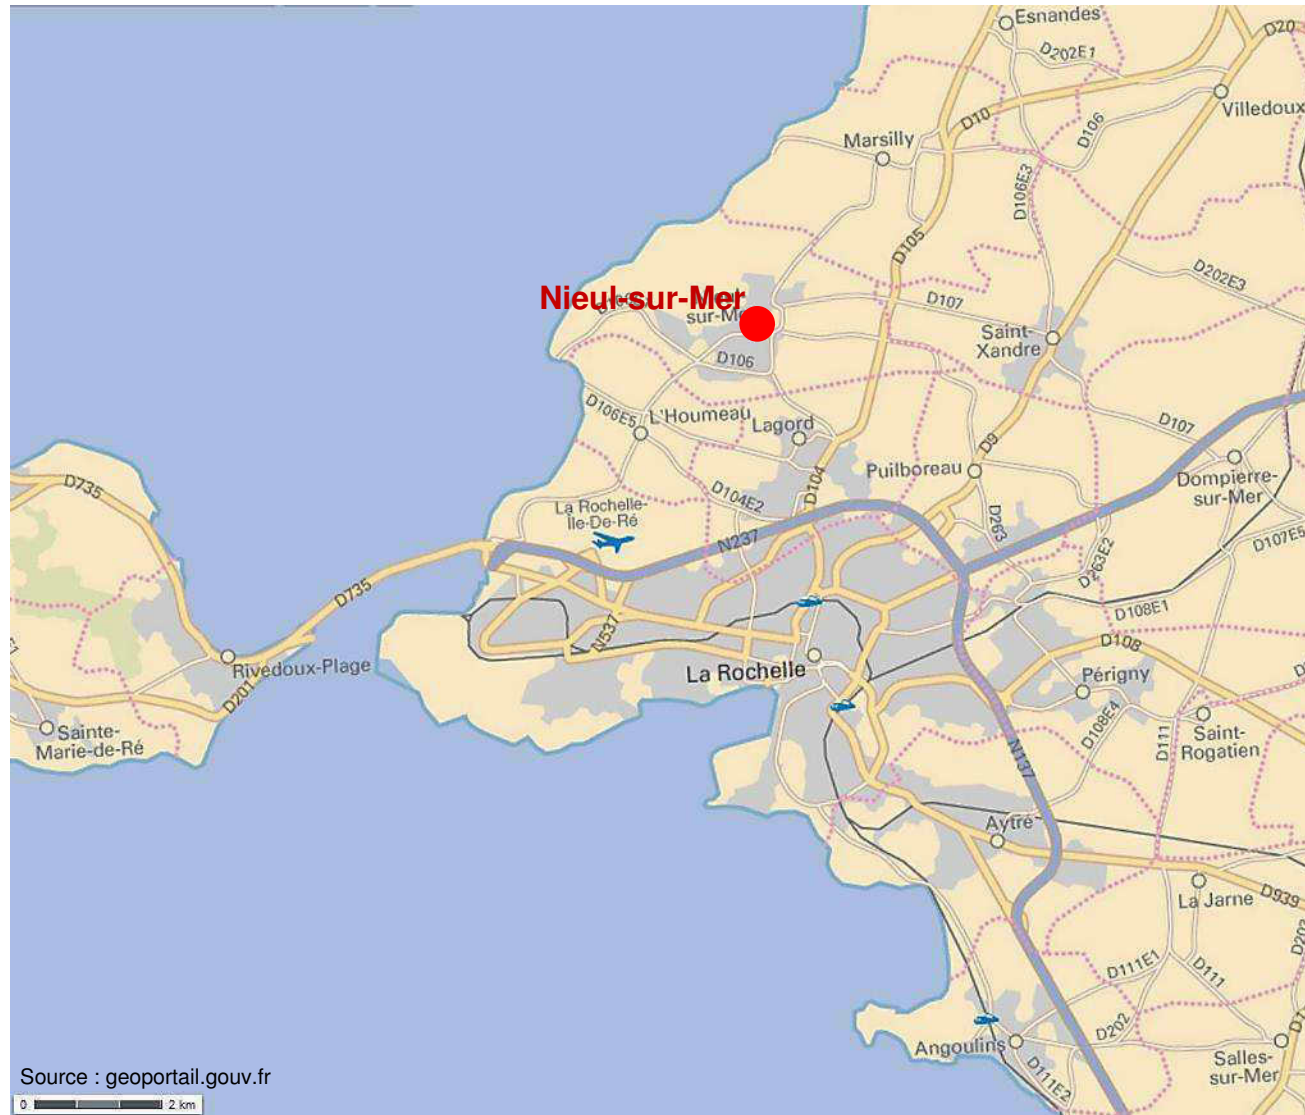 Esnandes
D20
D202E1
Villedoux
D10
D106
Marsilly
D106E3
D105
D202E3
Nieul-sur-Mer
sur-Me
D107
Saint-
Xandre
D106
D106E5
L'Houmeau
Lagord
D107
D9
Puilboreau
Dompierre-
sur-Mer
D735
D104
D104E2
La Rochelle-
Ile-De-Ré
D263
N237
D107E5
D263E2
D735
D108E1
N537
D108
Rivedoux-Plage
La Rochelle
Périgny
D201
D108E4
D111
Saint-
Rogatien
Sainte-
Marie-de-Ré
N137
Aytré
La Jarne
D939
D203
D111E1
D111
D202
Angoulins
D111E2
Salles-
sur-Mer
D1
Source : geoportail.gouv.fr
0 2 km